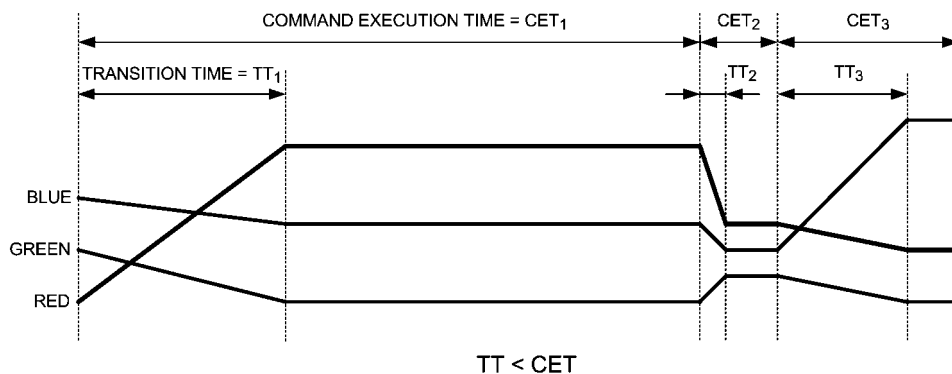 COMMAND EXECUTION TIME = CET₁
CET₂
CET₃
TRANSITION TIME = TT₁
TT₂
TT₃
BLUE
GREEN
RED
TT < CET